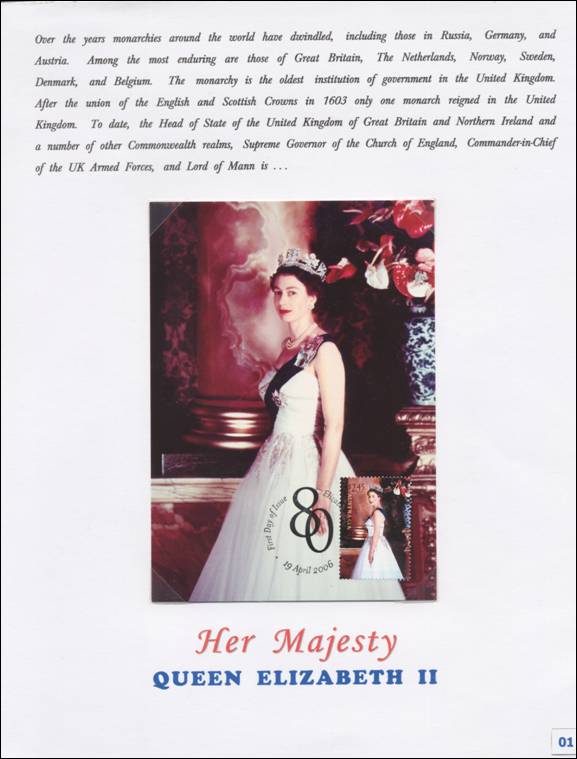 Over the years monarchies around the world have dwindled, including those in Russia, Germany, and
Austria. Among the most enduring are those of Great Britain, The Netherlands, Norway, Sweden,
Denmark, and Belgium. The monarchy is the oldest institution of government in the United Kingdom.
After the union of the English and Scottish Crowns in 1603 only one monarch reigned in the United
Kingdom. To date, the Head of State of the United Kingdom of Great Britain and Northern Ireland and
a number of other Commonwealth realms, Supreme Governor of the Church of England, Commander-in-Chief
of the UK Armed Forces, and Lord of Mann is ...
First Day of Issue
80
19 April 2006
Her Majesty
QUEEN ELIZABETH II
01